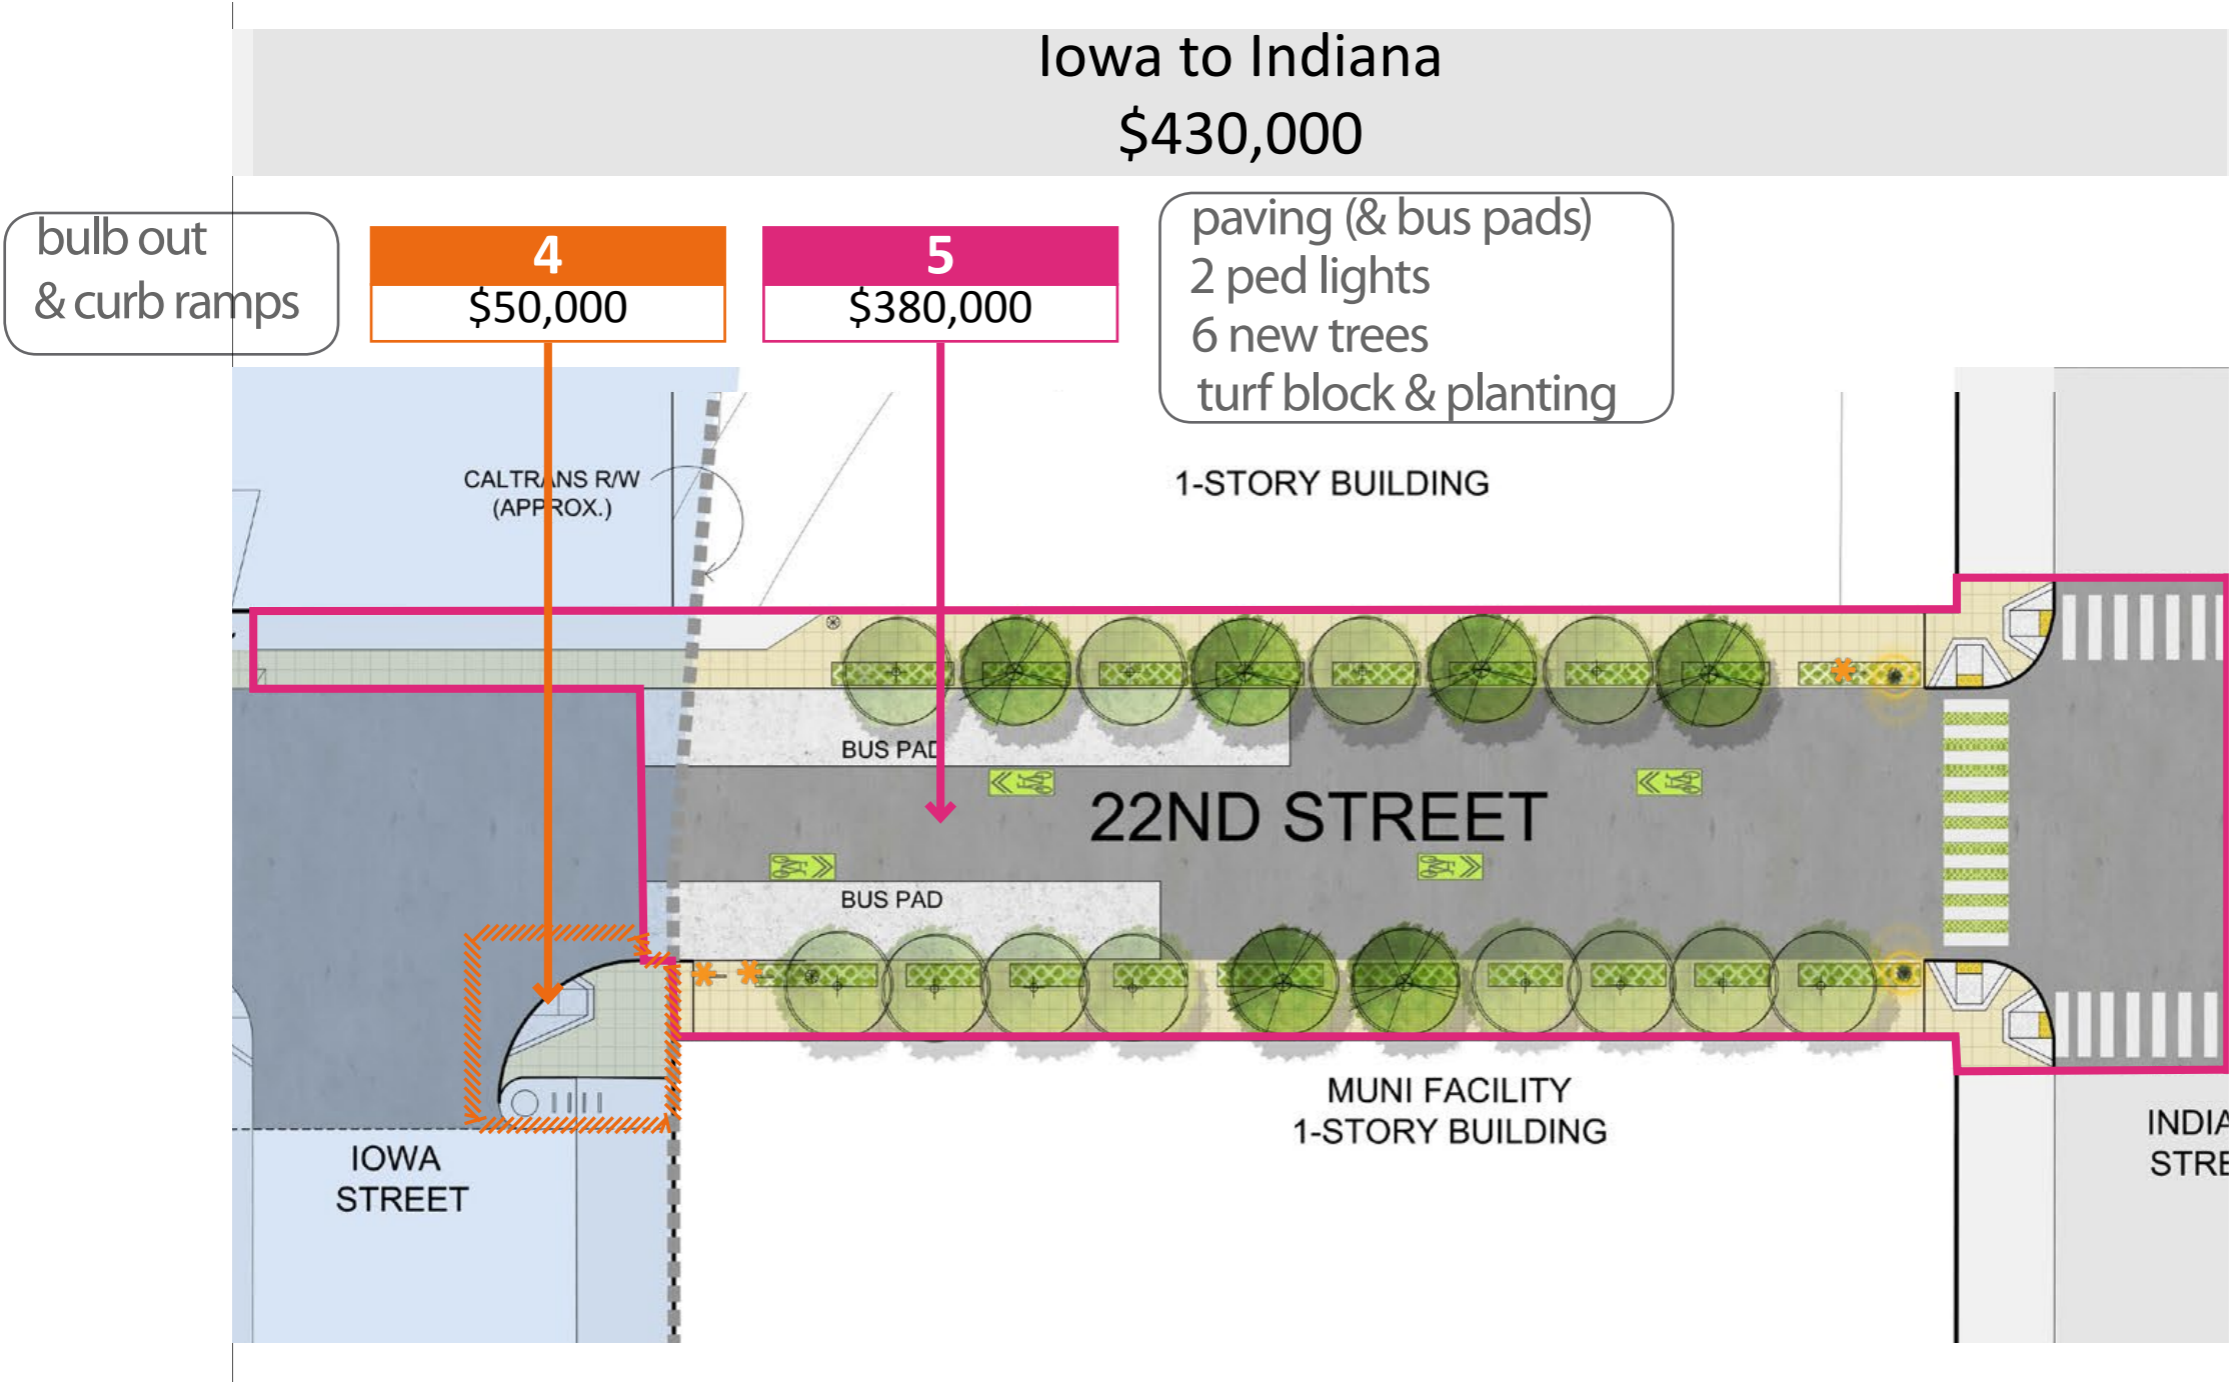 Iowa to Indiana
$430,000
bulb out
& curb ramps
4
$50,000
5
$380,000
paving (& bus pads)
2 ped lights
6 new trees
turf block & planting
CALTRANS R/W
(APPROX.)
1-STORY BUILDING
BUS PAD
22ND STREET
BUS PAD
MUNI FACILITY
1-STORY BUILDING
IOWA
STREET
INDIA
STRE